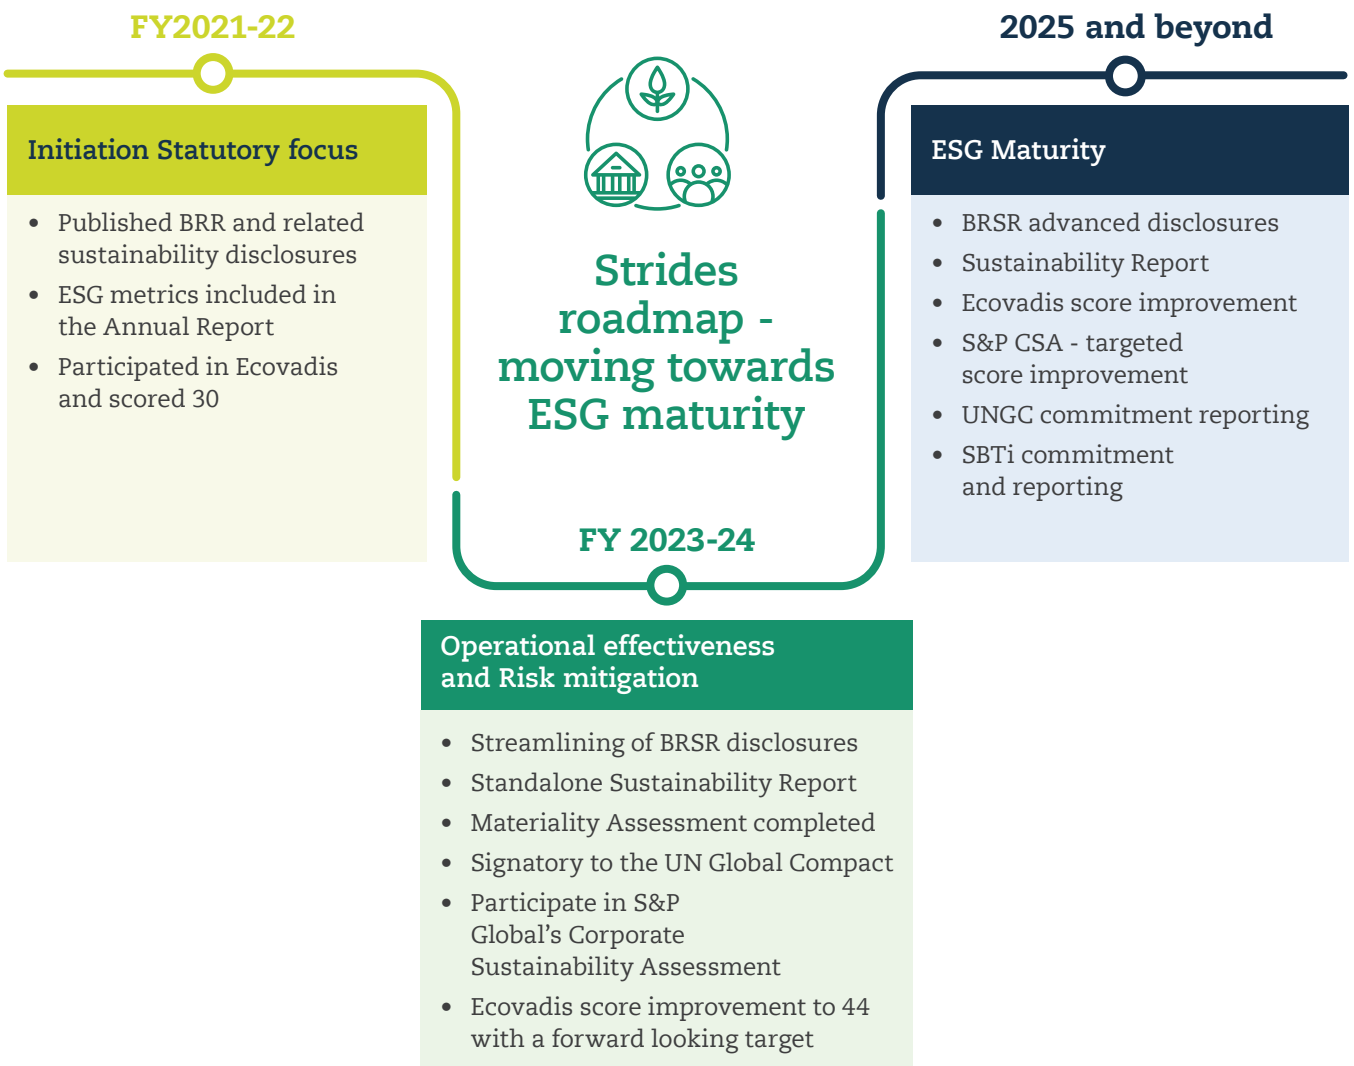 FY2021-22
Initiation Statutory focus
• Published BRR and related
sustainability disclosures
• ESG metrics included in
the Annual Report
• Participated in Ecovadis
and scored 30
Strides
roadmap -
moving towards
ESG maturity
FY 2023-24
Operational effectiveness
and Risk mitigation
• Streamlining of BRSR disclosures
• Standalone Sustainability Report
• Materiality Assessment completed
• Signatory to the UN Global Compact
• Participate in S&P
Global’s Corporate
Sustainability Assessment
• Ecovadis score improvement to 44
with a forward looking target
2025 and beyond
ESG Maturity
• BRSR advanced disclosures
• Sustainability Report
• Ecovadis score improvement
• S&P CSA - targeted
score improvement
• UNGC commitment reporting
• SBTi commitment
and reporting